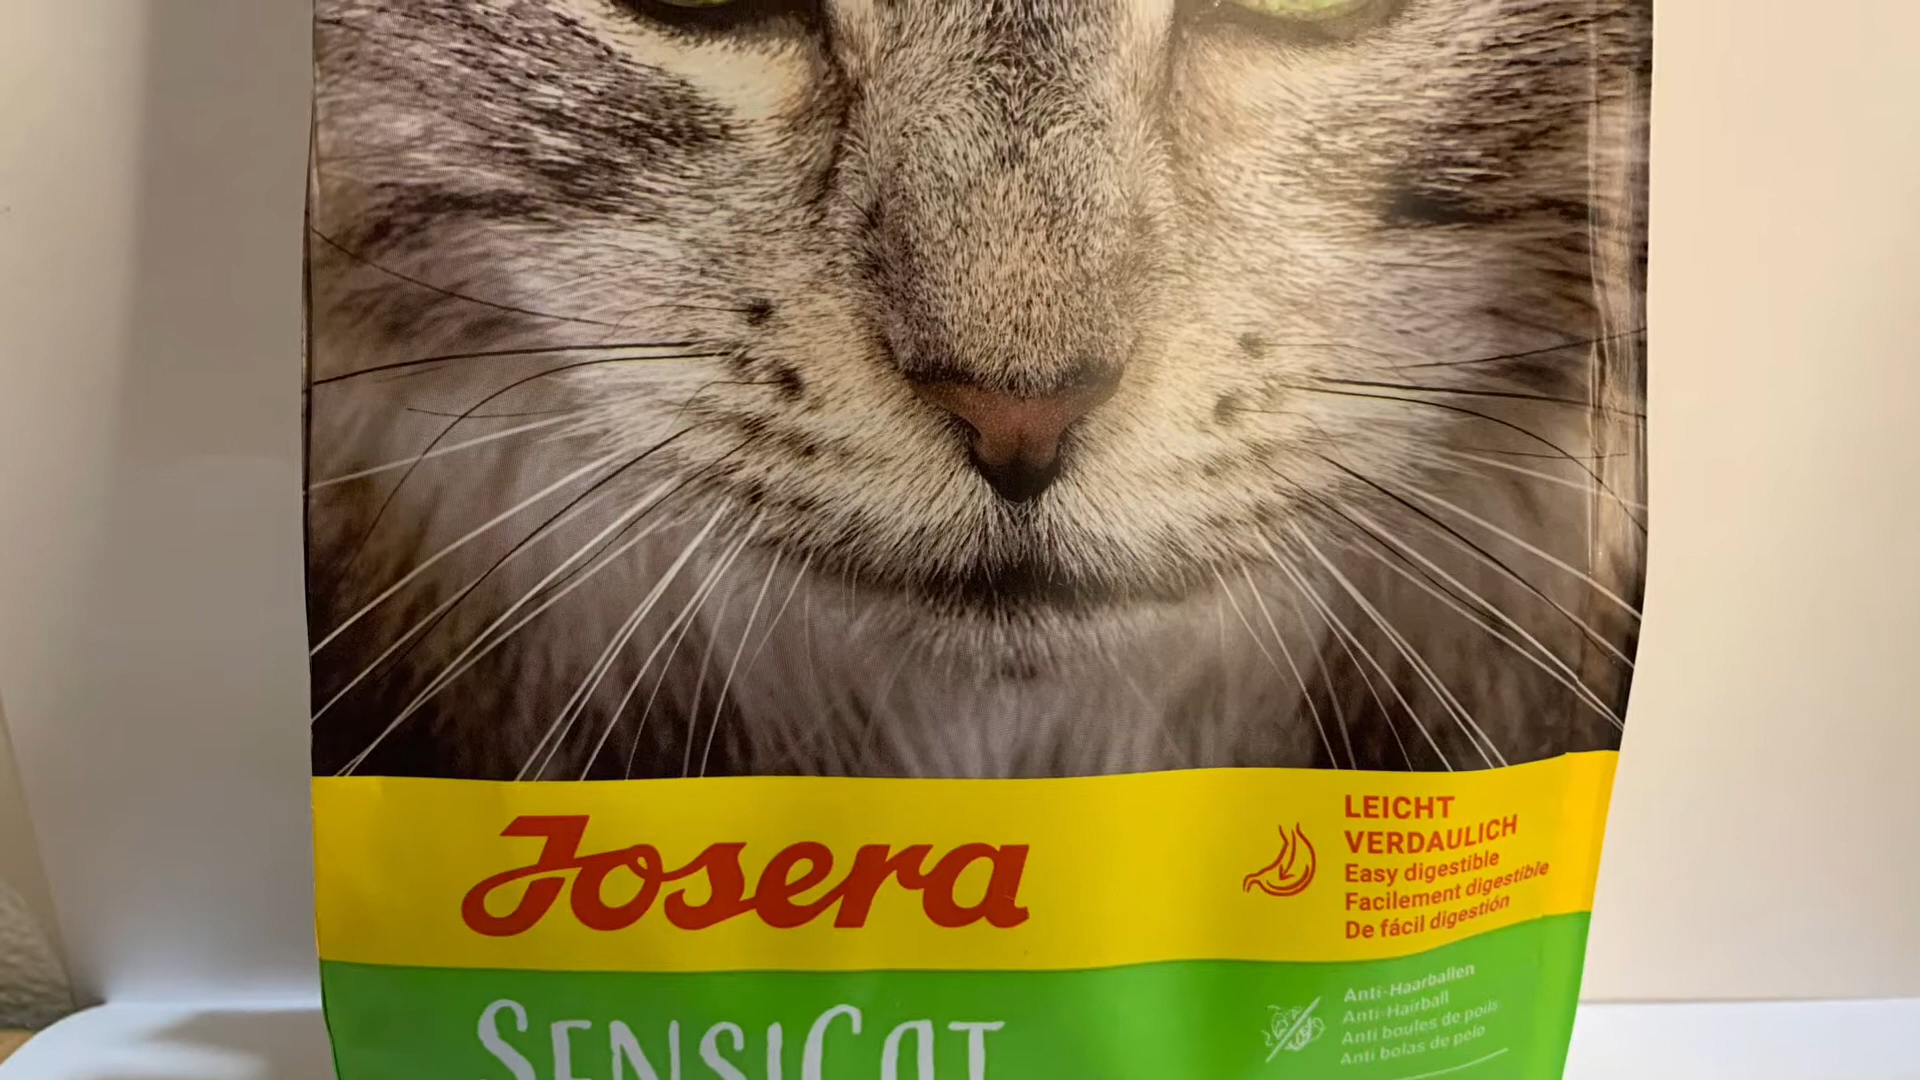 Josera
LEICHT
VERDAULICH
Easy digestible
Facilement digestible
De fácil digestión
SENSICAT
Anti-Haarballen
Anti-Hairball
Anti boules de poils
Anti bolas de pelo